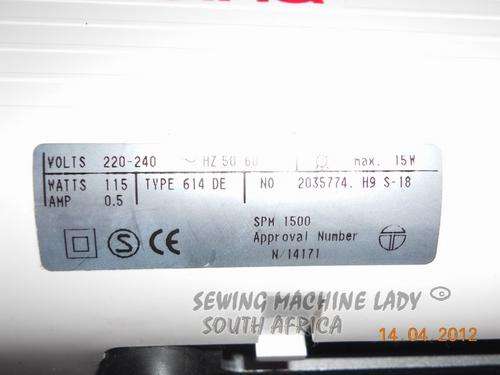 VOLTS 220-240 ~ HZ 50 60 max. 15W
WATTS 115 TYPE 614 DE NO 2035774. H9 S-18
AMP 0.5
SPM 1500
S CE Approval Number
N/14171
SEWING MACHINE LADY ©
SOUTH AFRICA
14.04.2012